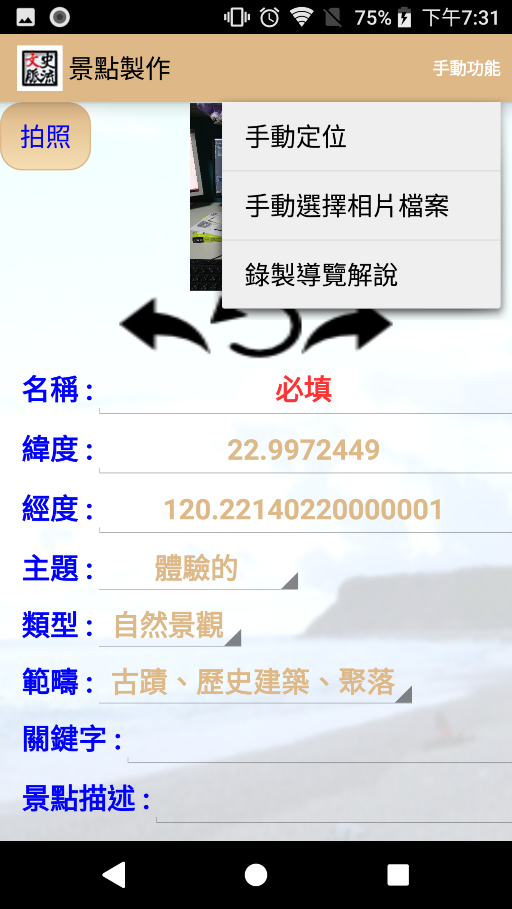 75% 下午7:31
文史脈流 景點製作 手動功能
拍照
手動定位
手動選擇相片檔案
錄製導覽解說
名稱 : 必填
緯度 : 22.9972449
經度 : 120.22140220000001
主題 : 體驗的
類型 : 自然景觀
範疇 : 古蹟、歷史建築、聚落
關鍵字 :
景點描述 :